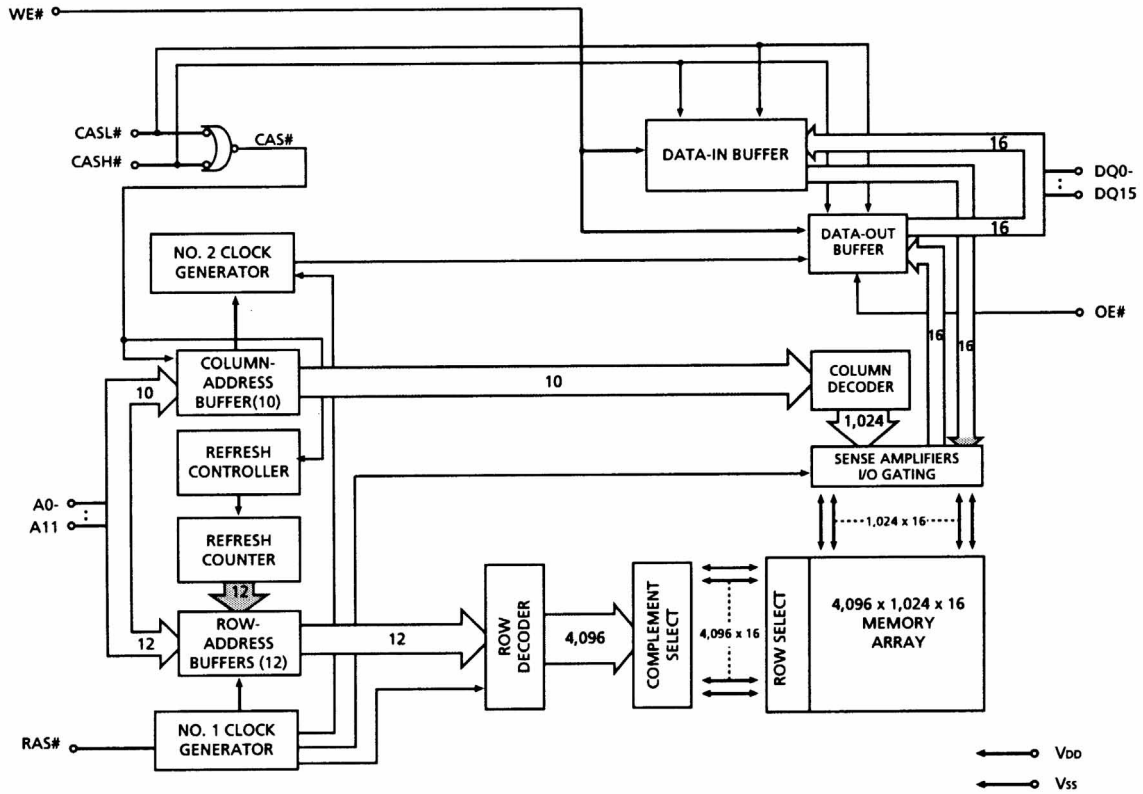 WE#
CASL#
CASH#
CAS#
DATA-IN BUFFER
16
DQ0-
DQ15
16
DATA-OUT
BUFFER
NO. 2 CLOCK
GENERATOR
OE#
16
16
COLUMN-
ADDRESS
BUFFER(10)
10
10
COLUMN
DECODER
1,024
REFRESH
CONTROLLER
SENSE AMPLIFIERS
I/O GATING
A0-
A11
REFRESH
COUNTER
1,024 x 16
12
ROW-
ADDRESS
BUFFERS (12)
12
12
ROW
DECODER
4,096
COMPLEMENT
SELECT
4,096 x 16
ROW SELECT
4,096 x 1,024 x 16
MEMORY
ARRAY
RAS#
NO. 1 CLOCK
GENERATOR
VDD
VSS